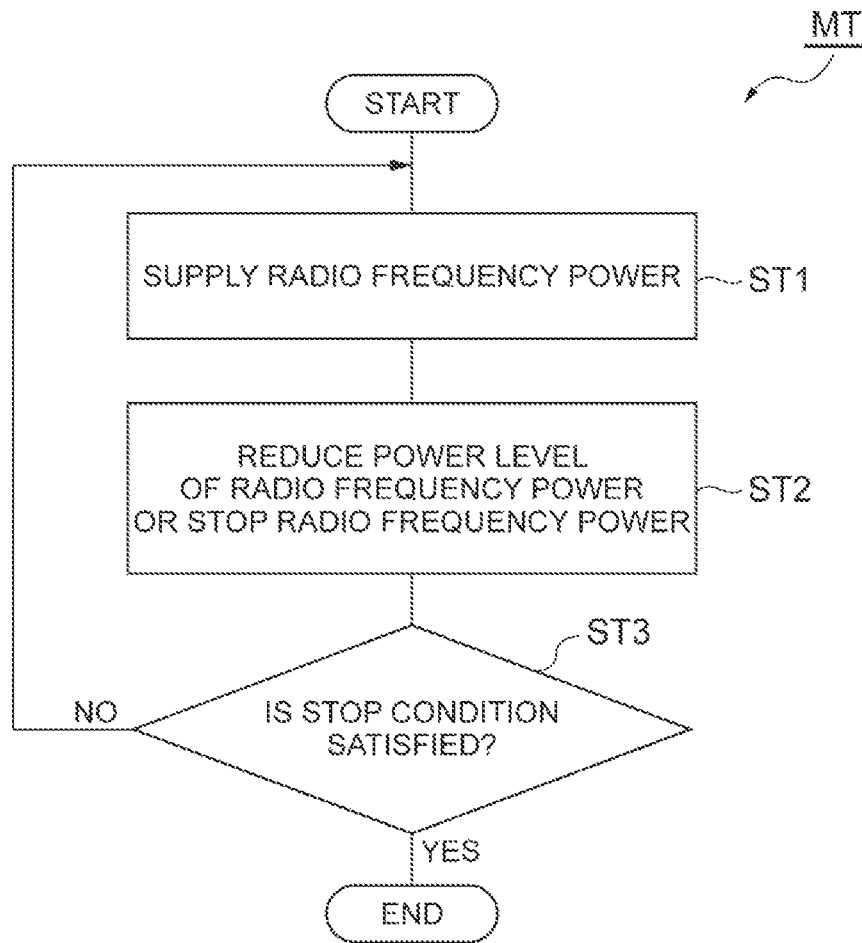 MT
START
SUPPLY RADIO FREQUENCY POWER
ST1
REDUCE POWER LEVEL
OF RADIO FREQUENCY POWER
OR STOP RADIO FREQUENCY POWER
ST2
ST3
IS STOP CONDITION
SATISFIED?
NO
YES
END